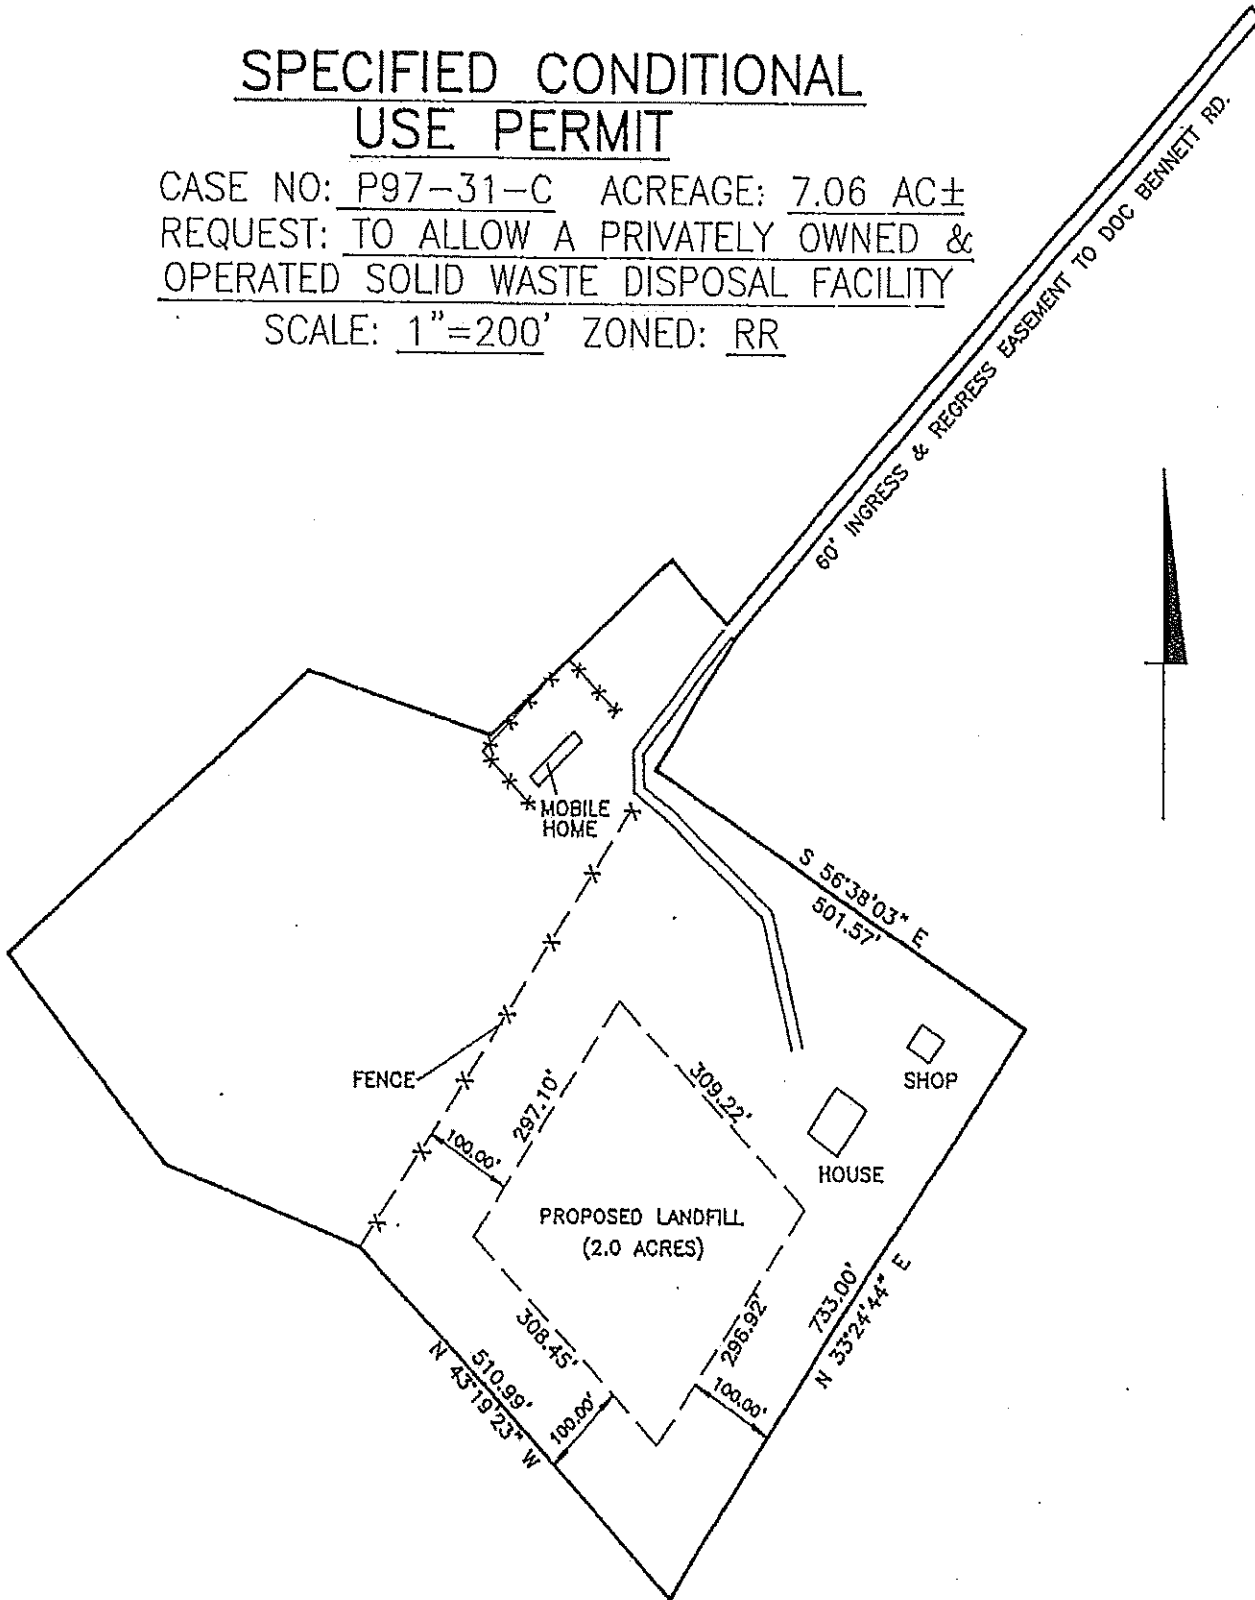 SPECIFIED CONDITIONAL
USE PERMIT
CASE NO: P97-31-C ACREAGE: 7.06 AC±
REQUEST: TO ALLOW A PRIVATELY OWNED &
OPERATED SOLID WASTE DISPOSAL FACILITY
SCALE: 1"=200' ZONED: RR
60' INGRESS & REGRESS EASEMENT TO DOC BENNETT RD.
MOBILE
HOME
S 56°38'03" E
501.57'
FENCE
SHOP
HOUSE
297.10'
309.22'
100.00'
PROPOSED LANDFILL
(2.0 ACRES)
308.45'
296.92'
733.00'
N 33°24'44" E
510.99'
N 43°19'23" W
100.00'
100.00'